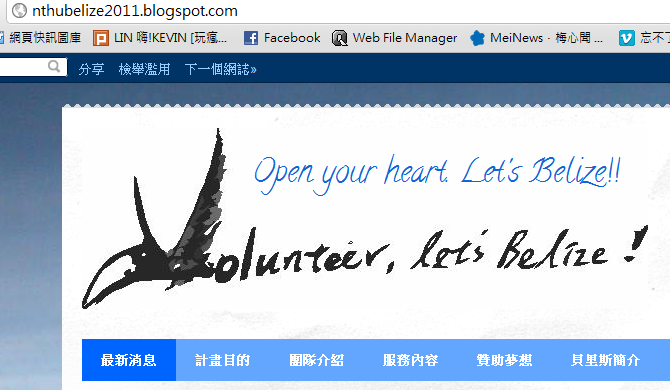 nthubelize2011.blogspot.com
網頁快訊圖庫 LIN 嗨!KEVIN [玩瘋... Facebook Web File Manager MeiNews - 梅心聞 ... 忘不了
分享 檢舉濫用 下一個網誌»
Open your heart. Let's Belize!!
Volunteer, let's Belize !
最新消息 計畫目的 團隊介紹 服務內容 贊助夢想 貝里斯簡介